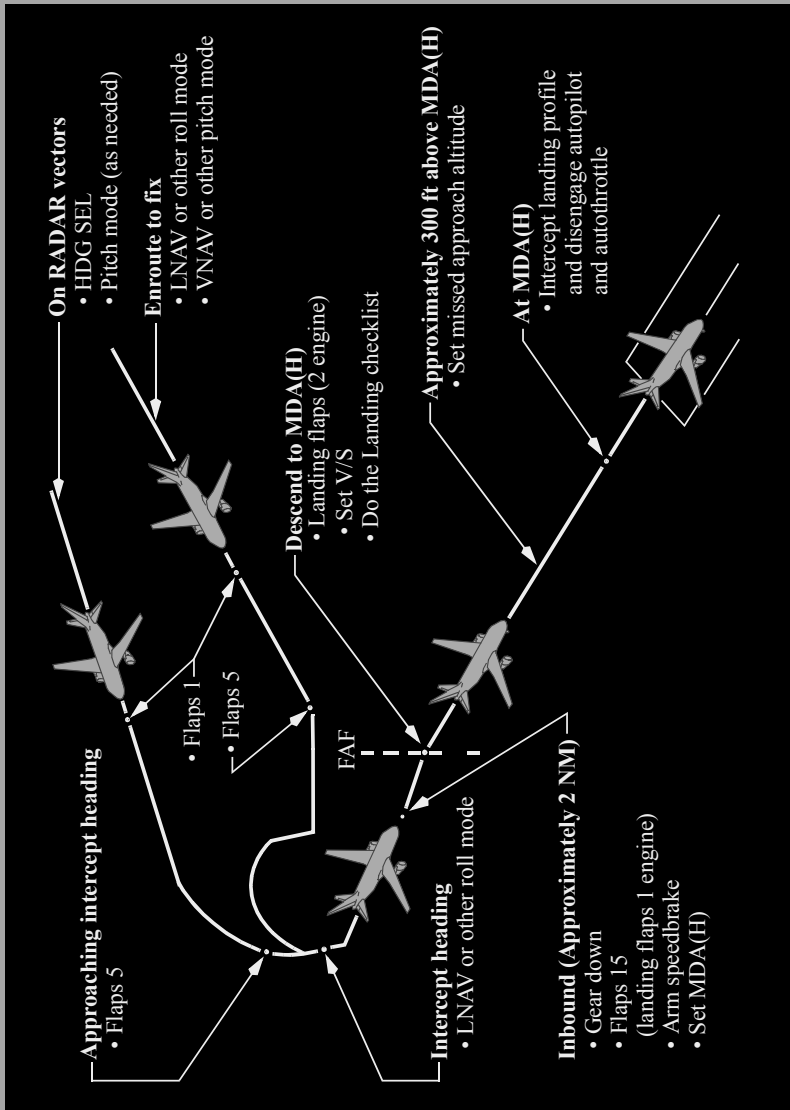 On RADAR vectors
• HDG SEL
• Pitch mode (as needed)
Enroute to fix
• LNAV or other roll mode
• VNAV or other pitch mode
Approaching intercept heading
• Flaps 5
• Flaps 1
• Flaps 5
Descend to MDA(H)
• Landing flaps (2 engine)
• Set V/S
• Do the Landing checklist
FAF
Approximately 300 ft above MDA(H)
• Set missed approach altitude
Intercept heading
• LNAV or other roll mode
At MDA(H)
• Intercept landing profile
and disengage autopilot
and autothrottle
Inbound (Approximately 2 NM)
• Gear down
• Flaps 15
(landing flaps 1 engine)
• Arm speedbrake
• Set MDA(H)